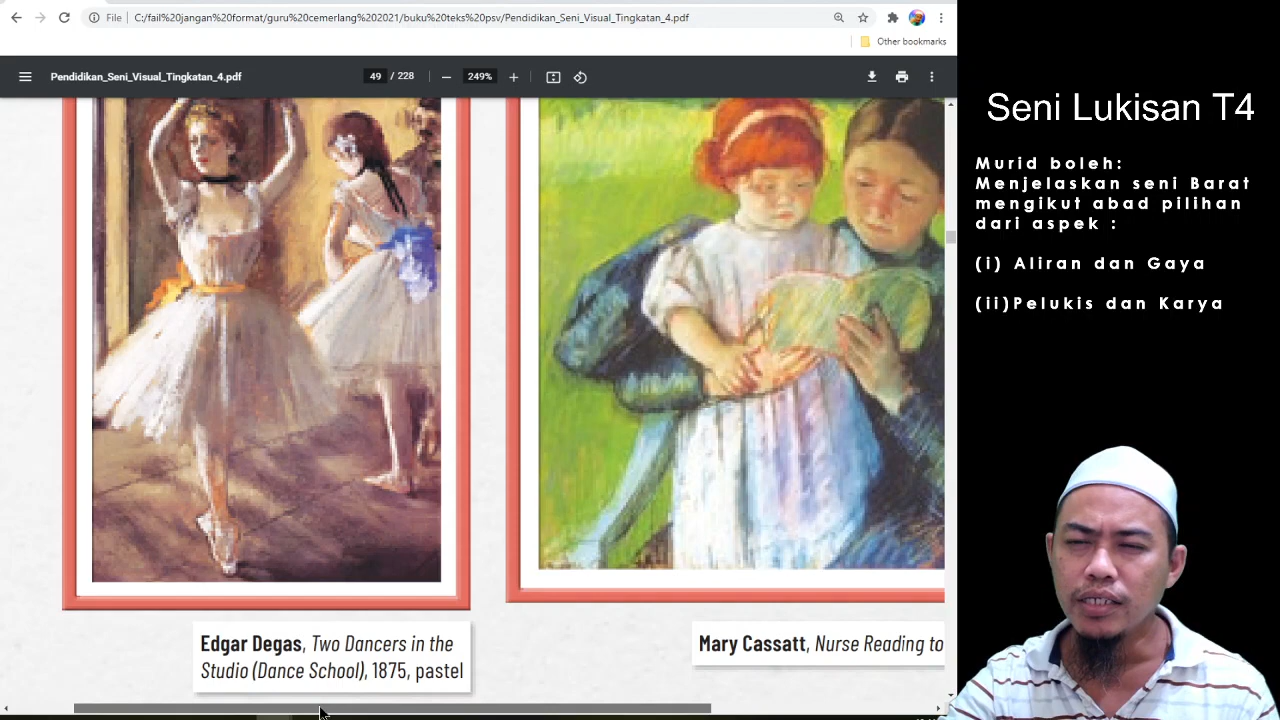 File
C:/fail%20jangan%20format/guru%20cemerlang%202021/buku%20teks%20psv/Pendidikan_Seni_Visual_Tingkatan_4.pdf
Other bookmarks
Pendidikan_Seni_Visual_Tingkatan_4.pdf
49 / 228
249%
Edgar Degas, Two Dancers in the
Studio (Dance School), 1875, pastel
Mary Cassatt, Nurse Reading to
Seni Lukisan T4
Murid boleh:
Menjelaskan seni Barat
mengikut abad pilihan
dari aspek :
(i) Aliran dan Gaya
(ii)Pelukis dan Karya